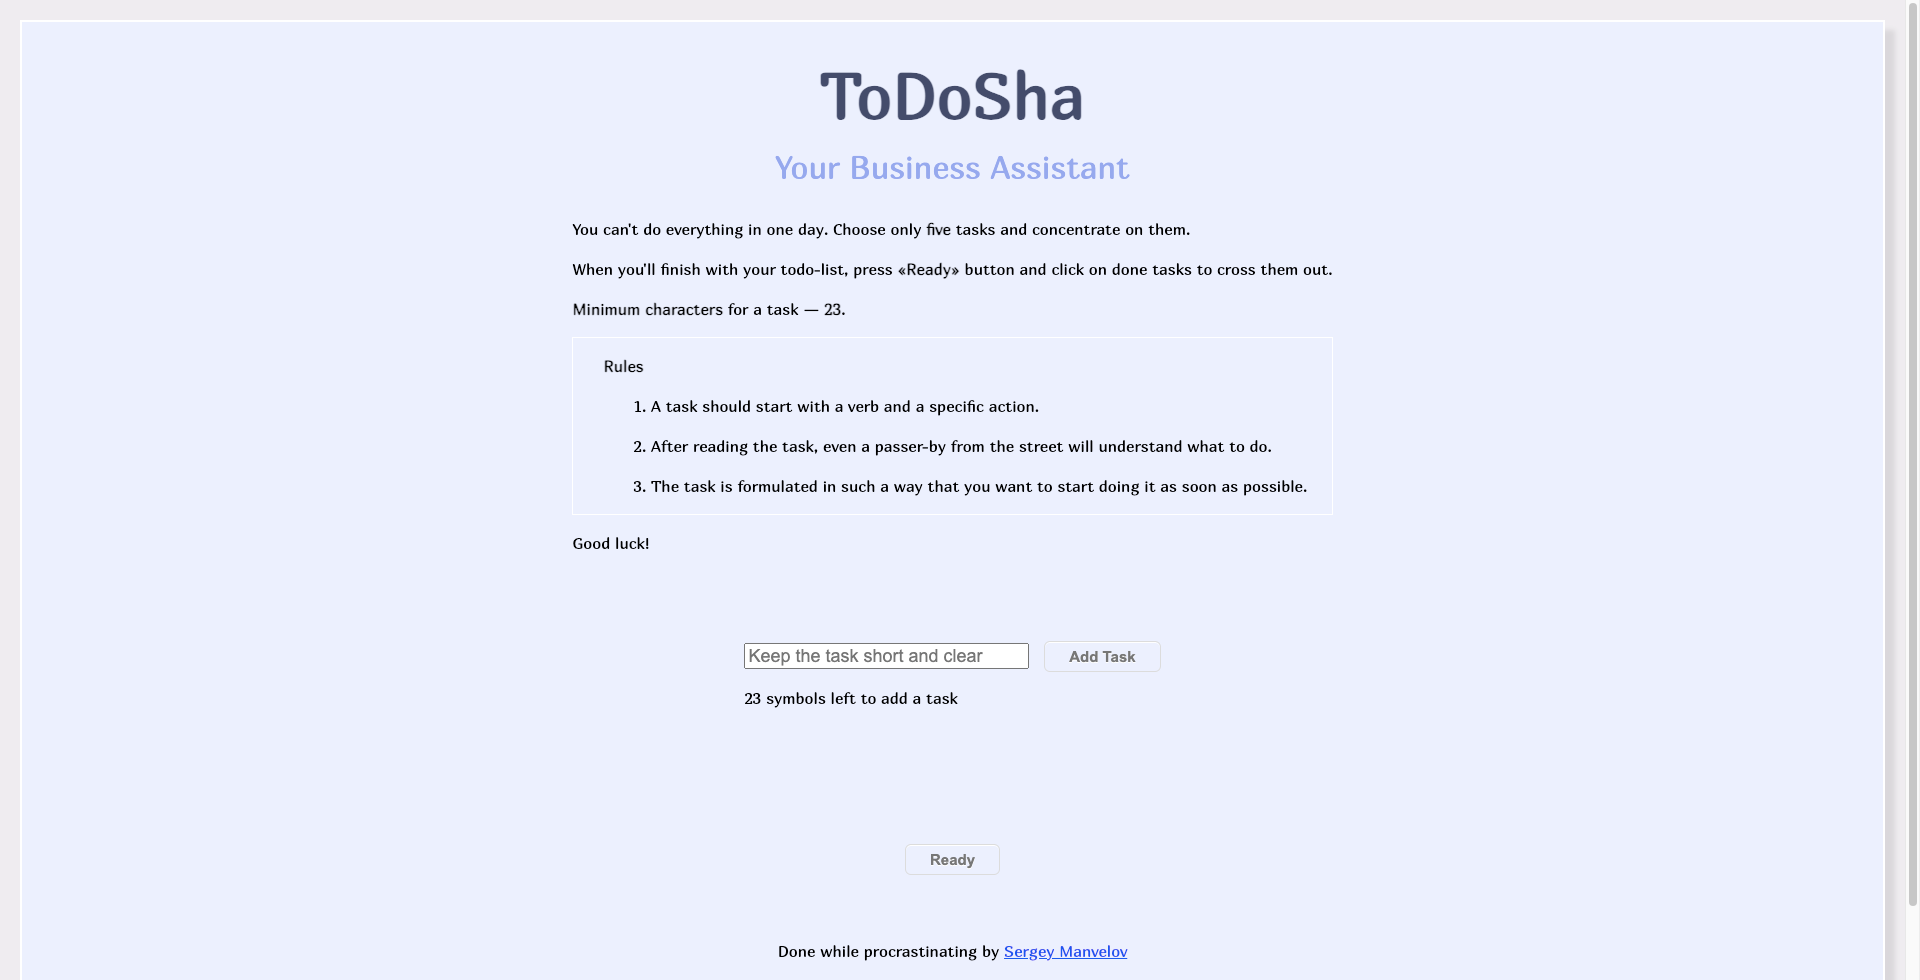 ToDoSha
Your Business Assistant
You can't do everything in one day. Choose only five tasks and concentrate on them.
When you'll finish with your todo-list, press «Ready» button and click on done tasks to cross them out.
Minimum characters for a task — 23.
Rules
1. A task should start with a verb and a specific action.
2. After reading the task, even a passer-by from the street will understand what to do.
3. The task is formulated in such a way that you want to start doing it as soon as possible.
Good luck!
Keep the task short and clear Add Task
23 symbols left to add a task
Ready
Done while procrastinating by Sergey Manvelov